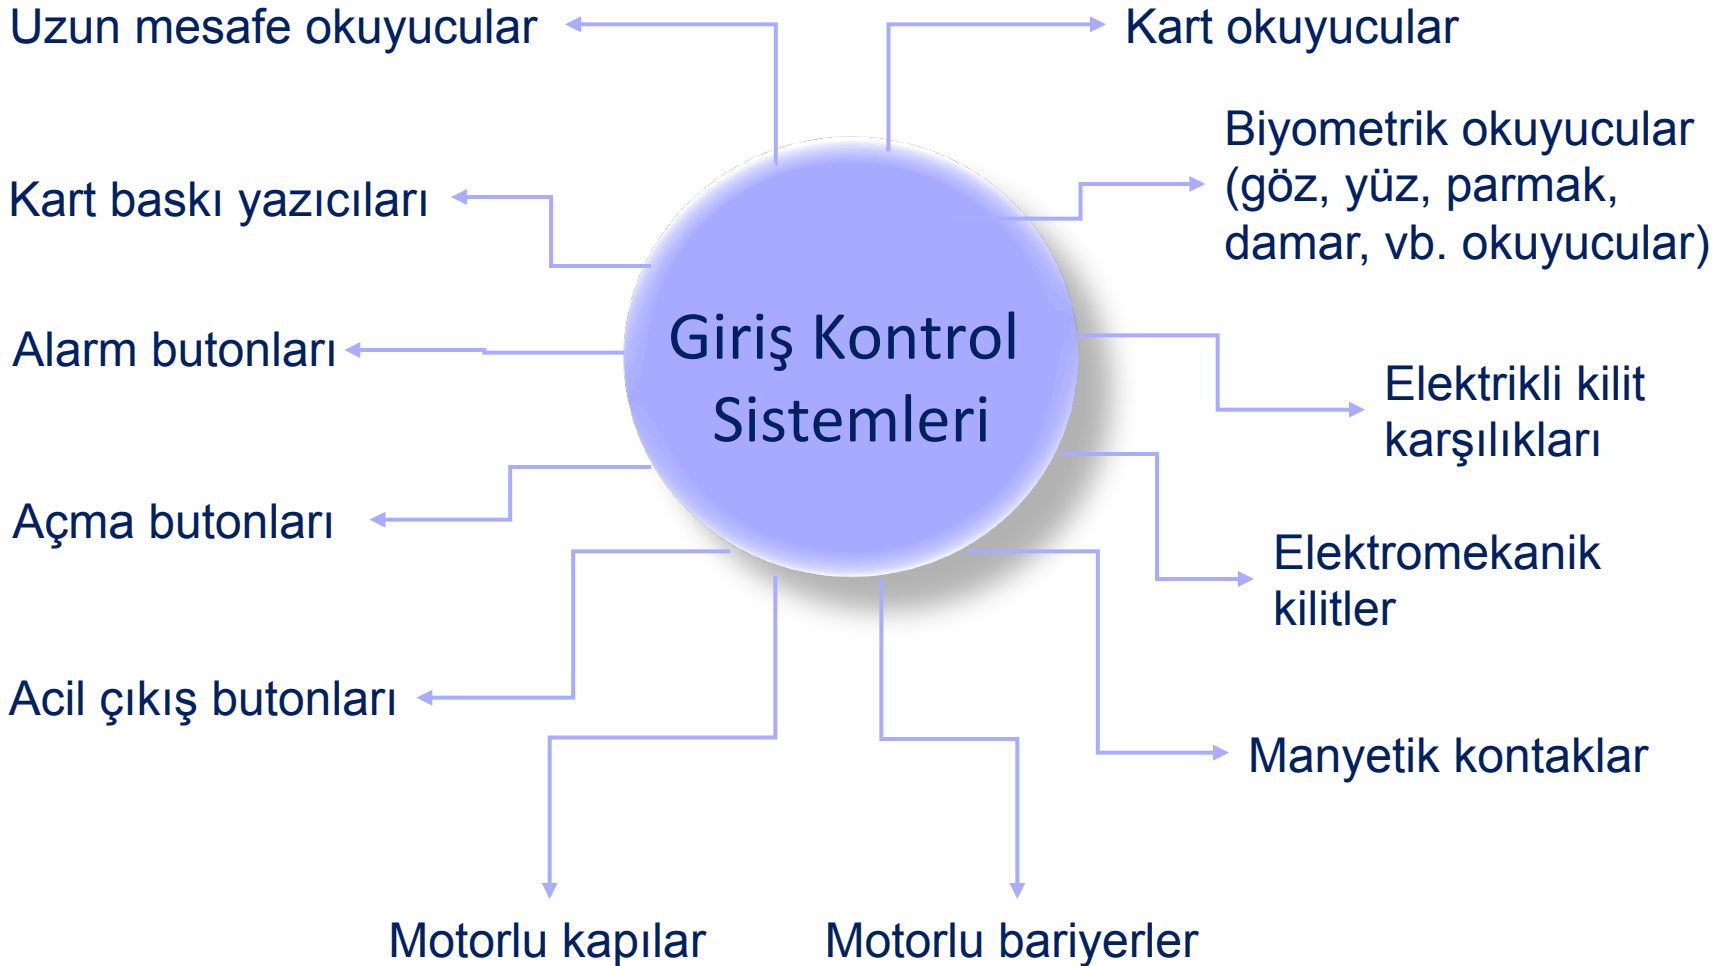 Uzun mesafe okuyucular
Kart okuyucular
Biyometrik okuyucular
(göz, yüz, parmak,
damar, vb. okuyucular)
Kart baskı yazıcıları
Giriş Kontrol
Sistemleri
Alarm butonları
Elektrikli kilit
karşılıkları
Açma butonları
Elektromekanik
kilitler
Acil çıkış butonları
Manyetik kontaklar
Motorlu kapılar
Motorlu bariyerler